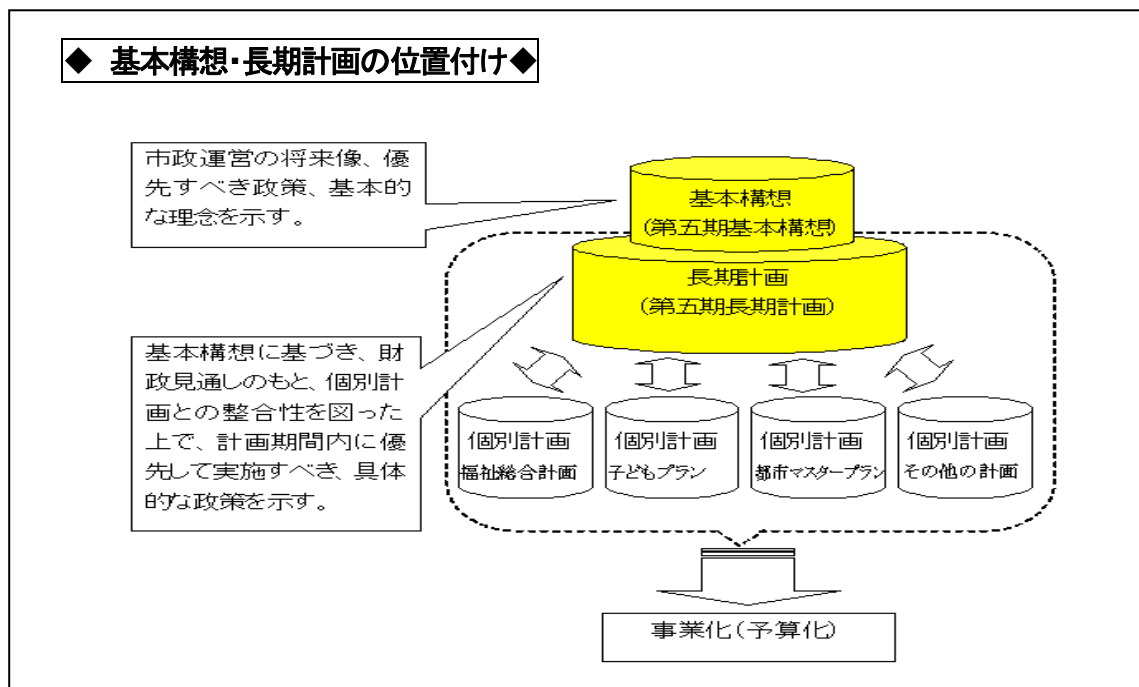 ◆ 基本構想・長期計画の位置付け◆
市政運営の将来像、優
先すべき政策、基本的
な理念を示す。
基本構想
(第五期基本構想)
長期計画
(第五期長期計画)
基本構想に基づき、財
政見通しのもと、個別計
画との整合性を図った
上で、計画期間内に優
先して実施すべき、具体
的な政策を示す。
個別計画
福祉総合計画
個別計画
子どもプラン
個別計画
都市マスタープラン
個別計画
その他の計画
事業化(予算化)